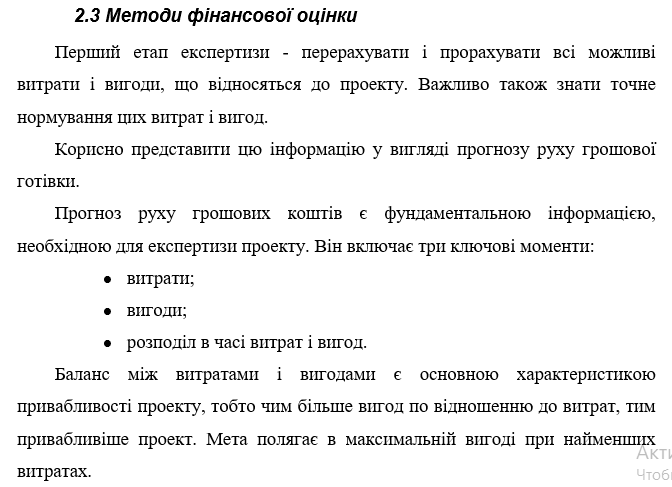 2.3 Методи фінансової оцінки
Перший етап експертизи - перерахувати і прорахувати всі можливі
витрати і вигоди, що відносяться до проекту. Важливо також знати точне
нормування цих витрат і вигод.
Корисно представити цю інформацію у вигляді прогнозу руху грошової
готівки.
Прогноз руху грошових коштів є фундаментальною інформацією,
необхідною для експертизи проекту. Він включає три ключові моменти:
• витрати;
• вигоди;
• розподіл в часі витрат і вигод.
Баланс між витратами і вигодами є основною характеристикою
привабливості проекту, тобто чим більше вигод по відношенню до витрат, тим
привабливіше проект. Мета полягає в максимальній вигоді при найменших
витратах.